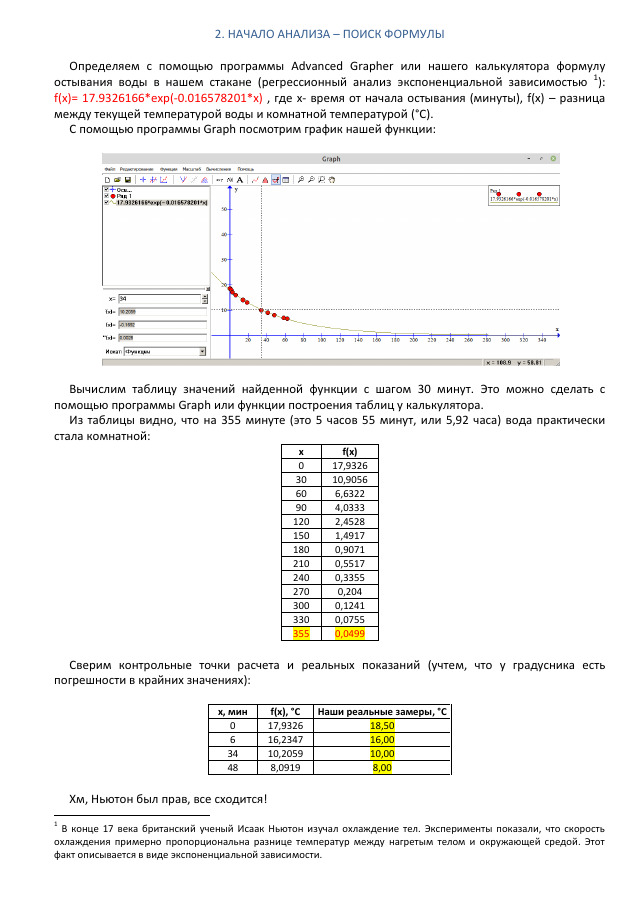 2. НАЧАЛО АНАЛИЗА – ПОИСК ФОРМУЛЫ
Определяем с помощью программы Advanced Grapher или нашего калькулятора формулу
остывания воды в нашем стакане (регрессионный анализ экспоненциальной зависимостью ¹):
f(x)= 17.9326166*exp(-0.016578201*x) , где x- время от начала остывания (минуты), f(x) – разница
между текущей температурой воды и комнатной температурой (°C).
С помощью программы Graph посмотрим график нашей функции:
Graph
Файл Редактирование Функции Масштаб Вычисление Помощь
Оси...
Ряд 1
17.9326166*exp(-0.016578201*x)
y
50
40
30
20
10
20 40 60 80 100 120 140 160 180 200 220 240 260 280 300 320 340
x
Ряд 1
17.9326166*exp(-0.016578201*x)
x= 34
10.2059
-0.1692
0.0028
Функции
x = 108.9 y = 58.81
Вычислим таблицу значений найденной функции с шагом 30 минут. Это можно сделать с
помощью программы Graph или функции построения таблиц у калькулятора.
Из таблицы видно, что на 355 минуте (это 5 часов 55 минут, или 5,92 часа) вода практически
стала комнатной:
x f(x)
0 17,9326
30 10,9056
60 6,6322
90 4,0333
120 2,4528
150 1,4917
180 0,9071
210 0,5517
240 0,3355
270 0,204
300 0,1241
330 0,0755
355 0,0499
Сверим контрольные точки расчета и реальных показаний (учтем, что у градусника есть
погрешности в крайних значениях):
x, мин f(x), °C Наши реальные замеры, °C
0 17,9326 18,50
6 16,2347 16,00
34 10,2059 10,00
48 8,0919 8,00
Хм, Ньютон был прав, все сходится!
¹ В конце 17 века британский ученый Исаак Ньютон изучал охлаждение тел. Эксперименты показали, что скорость
охлаждения примерно пропорциональна разнице температур между нагретым телом и окружающей средой. Этот
факт описывается в виде экспоненциальной зависимости.